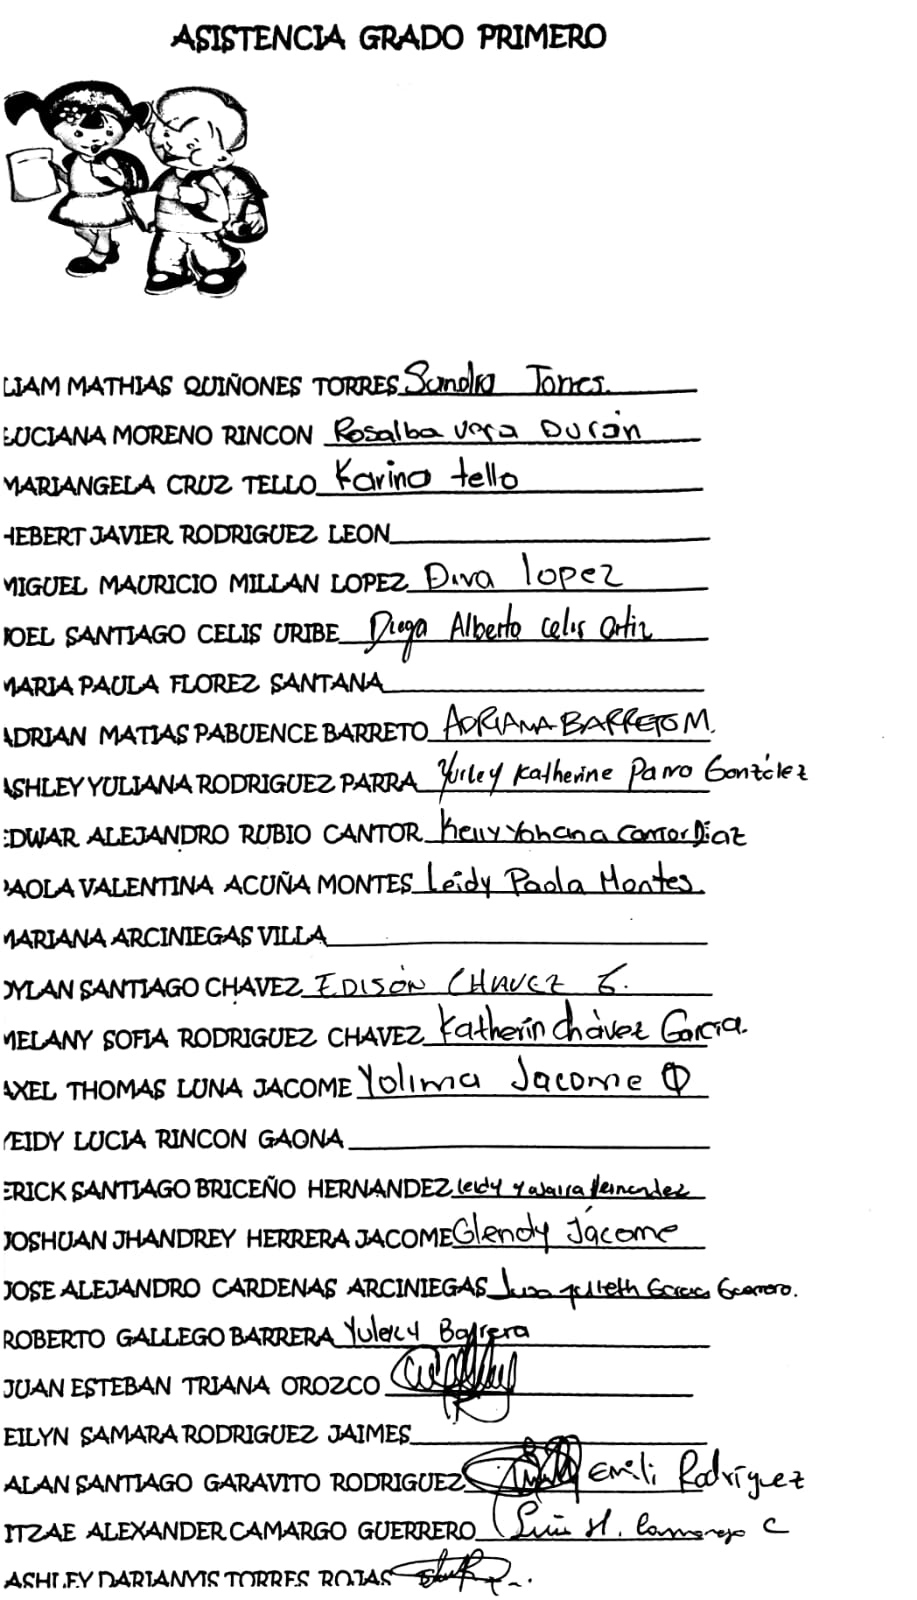 ASISTENCIA GRADO PRIMERO
LIAM MATHIAS QUIÑONES TORRES Sandra Torres.
LUCIANA MORENO RINCON Rosalba vera Durán
MARIANGELA CRUZ TELLO Karina tello
HEBERT JAVIER RODRIGUEZ LEON
MIGUEL MAURICIO MILLAN LOPEZ Diva lopez
JOEL SANTIAGO CELIS URIBE Diego Alberto celis ortiz
MARIA PAULA FLOREZ SANTANA
ADRIAN MATIAS PABUENCE BARRETO ADRIANA BARRETO M.
ASHLEY YULIANA RODRIGUEZ PARRA Yurley Katherine Parra González
EDWAR ALEJANDRO RUBIO CANTOR Kelly Yohana cantor Diaz
PAOLA VALENTINA ACUÑA MONTES Leidy Paola Montes
MARIANA ARCINIEGAS VILLA
DYLAN SANTIAGO CHAVEZ EDISON CHAVEZ G.
MELANY SOFIA RODRIGUEZ CHAVEZ Katherin Chávez García.
AXEL THOMAS LUNA JACOME Yolima Jacome
YEIDY LUCIA RINCON GAONA
ERICK SANTIAGO BRICEÑO HERNANDEZ Leidy Hernandez
JOSHUAN JHANDREY HERRERA JACOME Glendy Jácome
JOSE ALEJANDRO CARDENAS ARCINIEGAS Guerrero.
ROBERTO GALLEGO BARRERA Yulecy Barrera
JUAN ESTEBAN TRIANA OROZCO
EILYN SAMARA RODRIGUEZ JAIMES
ALAN SANTIAGO GARAVITO RODRIGUEZ Emili Rodríguez
ITZAE ALEXANDER CAMARGO GUERRERO Luis H. Camargo C
ASHLEY DARIANYIS TORRES ROJAS